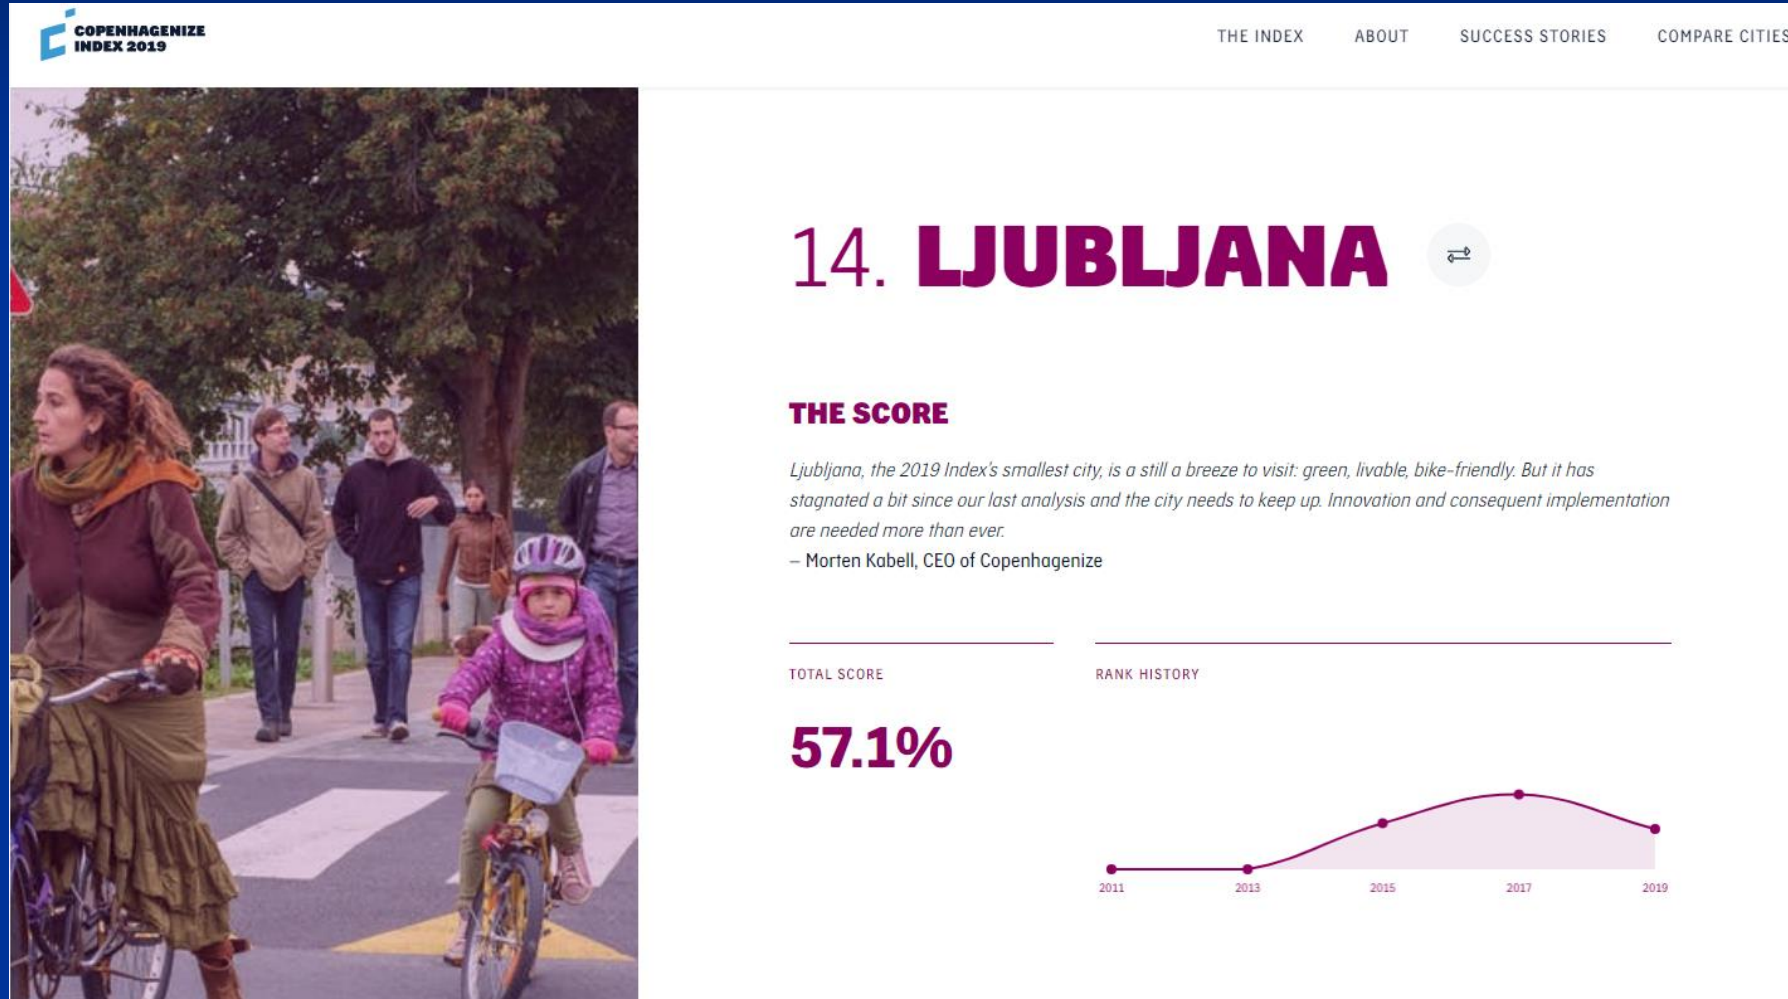 COPENHAGENIZE
INDEX 2019
THE INDEX ABOUT SUCCESS STORIES COMPARE CITIES
14. LJUBLJANA
THE SCORE
Ljubljana, the 2019 Index's smallest city, is a still a breeze to visit: green, livable, bike-friendly. But it has
stagnated a bit since our last analysis and the city needs to keep up. Innovation and consequent implementation
are needed more than ever.
– Morten Kabell, CEO of Copenhagenize
TOTAL SCORE
57.1%
RANK HISTORY
2011 2013 2015 2017 2019